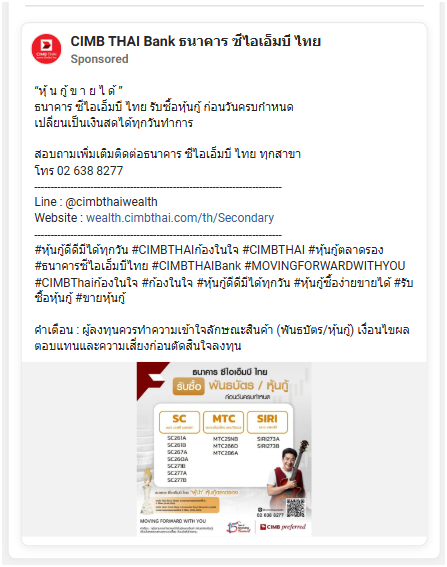 CIMB THAI Bank ธนาคาร ซีไอเอ็มบี ไทย
Sponsored
“หุ้ น กู้ ข า ย ไ ด้ ”
ธนาคาร ซีไอเอ็มบี ไทย รับซื้อหุ้นกู้ ก่อนวันครบกำหนด
เปลี่ยนเป็นเงินสดได้ทุกวันทำการ
สอบถามเพิ่มเติมติดต่อธนาคาร ซีไอเอ็มบี ไทย ทุกสาขา
โทร 02 638 8277
------------------------------------------------------------
Line : @cimbthaiwealth
Website : wealth.cimbthai.com/th/Secondary
------------------------------------------------------------
#หุ้นกู้ดีดีมีได้ทุกวัน #CIMBTHAIก้องในใจ #CIMBTHAI #หุ้นกู้ตลาดรอง
#ธนาคารซีไอเอ็มบีไทย #CIMBTHAIBank #MOVINGFORWARDWITHYOU
#CIMBThaiก้องในใจ #ก้องในใจ #หุ้นกู้ดีดีมีได้ทุกวัน #หุ้นกู้ซื้อง่ายขายได้ #รับ
ซื้อหุ้นกู้ #ขายหุ้นกู้
คำเตือน : ผู้ลงทุนควรทำความเข้าใจลักษณะสินค้า (พันธบัตร/หุ้นกู้) เงื่อนไขผล
ตอบแทนและความเสี่ยงก่อนตัดสินใจลงทุน
ธนาคาร ซีไอเอ็มบี ไทย
รับซื้อ พันธบัตร / หุ้นกู้
ก่อนวันครบกำหนด
SC MTC SIRI
SC261A MTC25NB SIRI273A
SC261B MTC266D SIRI273B
SC267A MTC286A
SC260A
SC271B
SC277A
SC277B
02 638 8277
MOVING FORWARD WITH YOU
CIMB preferred